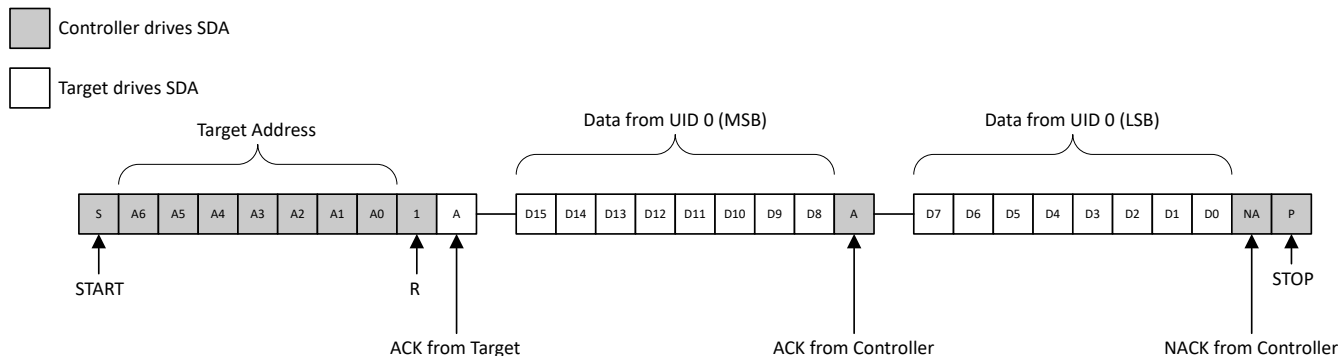 Controller drives SDA
Target drives SDA
Target Address
Data from UID 0 (MSB)
Data from UID 0 (LSB)
S A6 A5 A4 A3 A2 A1 A0 1 A D15 D14 D13 D12 D11 D10 D9 D8 A D7 D6 D5 D4 D3 D2 D1 D0 NA P
START
R
STOP
ACK from Target
ACK from Controller
NACK from Controller